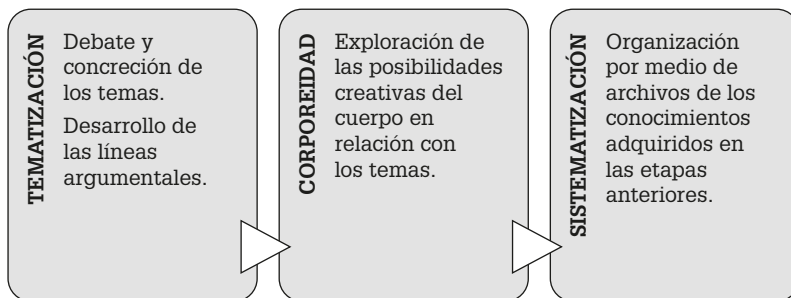 TEMATIZACIÓN
Debate y
concreción de
los temas.
Desarrollo de
las líneas
argumentales.
CORPOREIDAD
Exploración de
las posibilidades
creativas del
cuerpo en
relación con
los temas.
SISTEMATIZACIÓN
Organización
por medio de
archivos de los
conocimientos
adquiridos en
las etapas
anteriores.